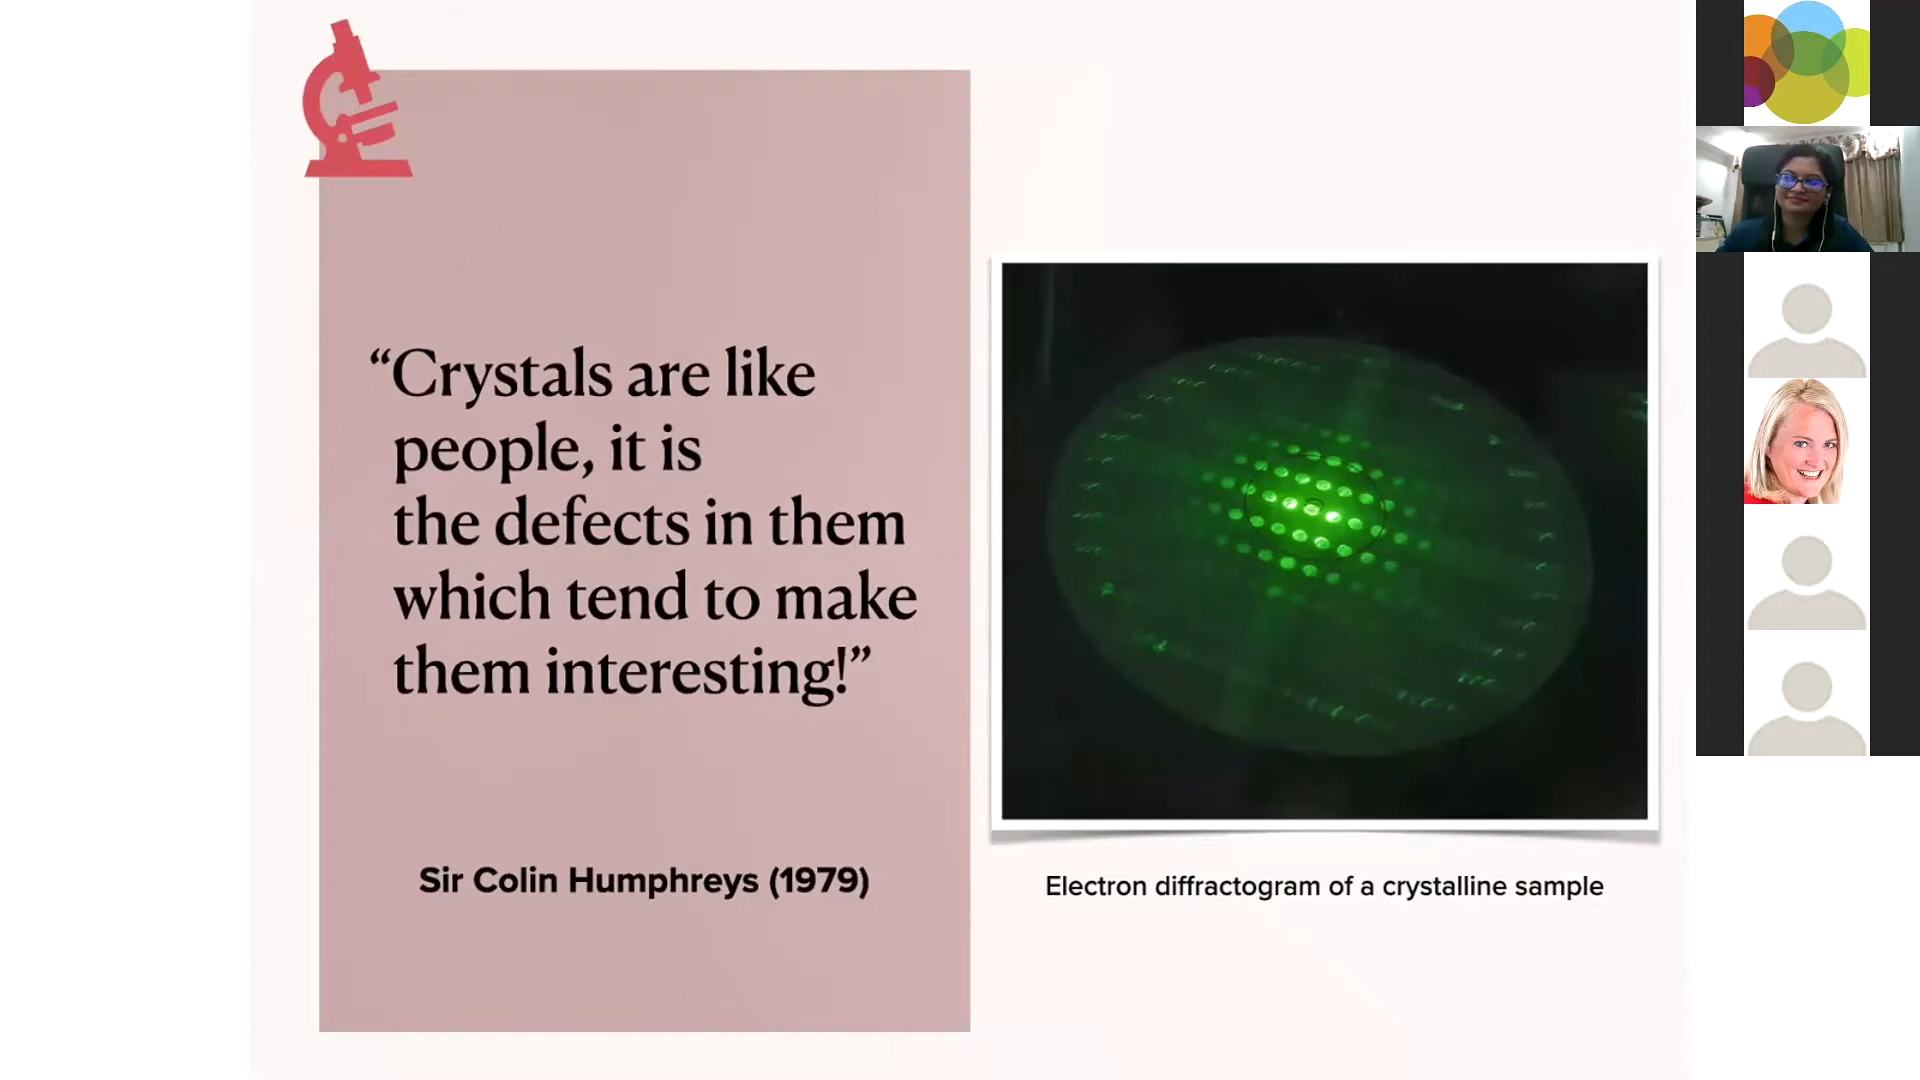 “Crystals are like
people, it is
the defects in them
which tend to make
them interesting!”
Sir Colin Humphreys (1979)
Electron diffractogram of a crystalline sample